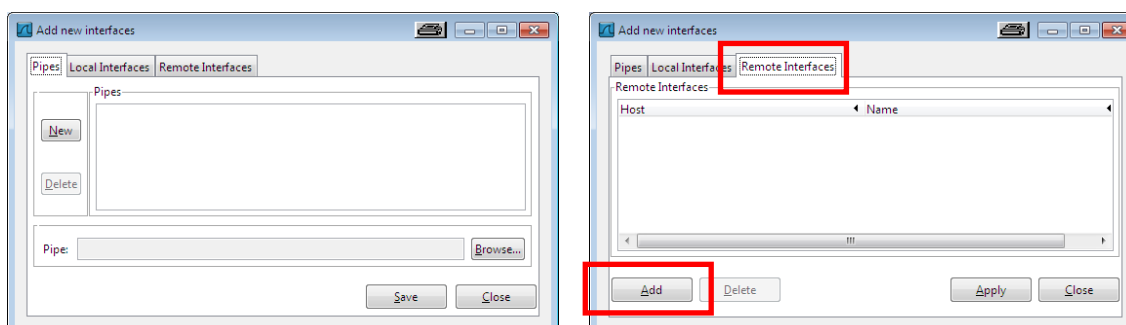 Add new interfaces
Pipes Local Interfaces Remote Interfaces
Pipes
New
Delete
Pipe: Browse...
Save Close
Add new interfaces
Pipes Local Interfaces Remote Interfaces
Remote Interfaces
Host Name
Add Delete Apply Close